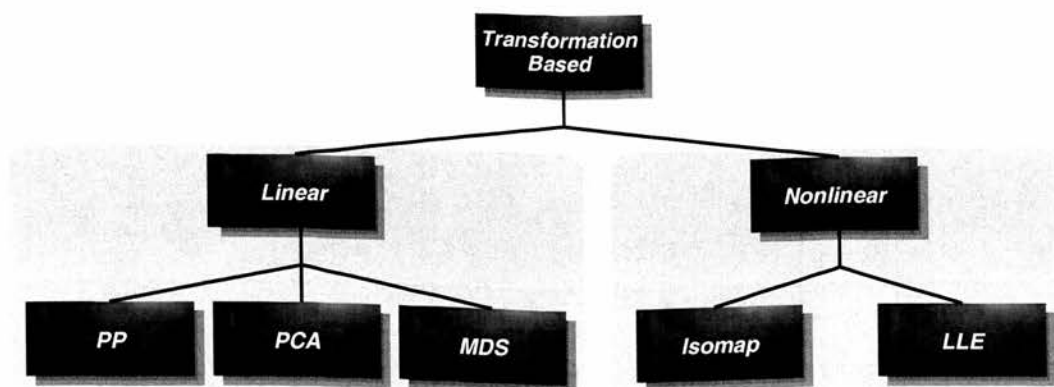 Transformation
Based
Linear
Nonlinear
PP
PCA
MDS
Isomap
LLE